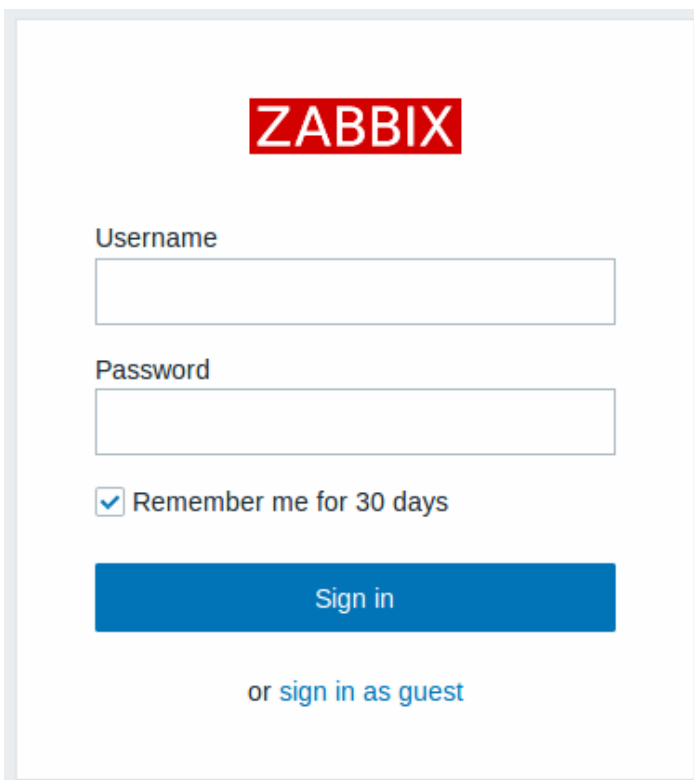 ZABBIX
Username
Password
Remember me for 30 days
Sign in
or sign in as guest